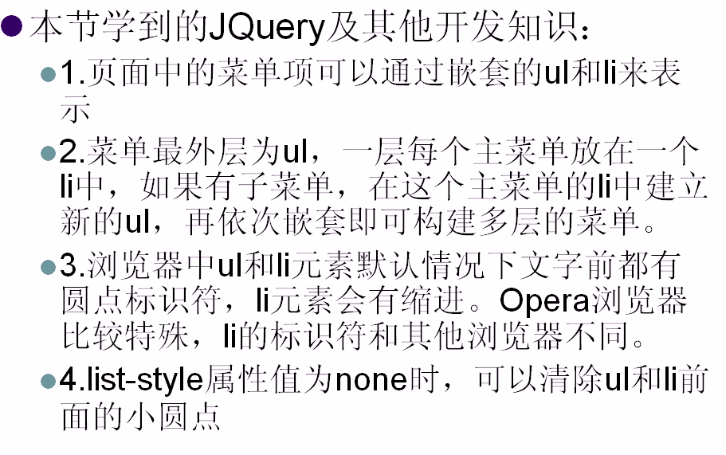 本节学到的JQuery及其他开发知识：
1.页面中的菜单项可以通过嵌套的ul和li来表
示
2.菜单最外层为ul，一层每个主菜单放在一个
li中，如果有子菜单，在这个主菜单的li中建立
新的ul，再依次嵌套即可构建多层的菜单。
3.浏览器中ul和li元素默认情况下文字前都有
圆点标识符，li元素会有缩进。Opera浏览器
比较特殊，li的标识符和其他浏览器不同。
4.list-style属性值为none时，可以清除ul和li前
面的小圆点